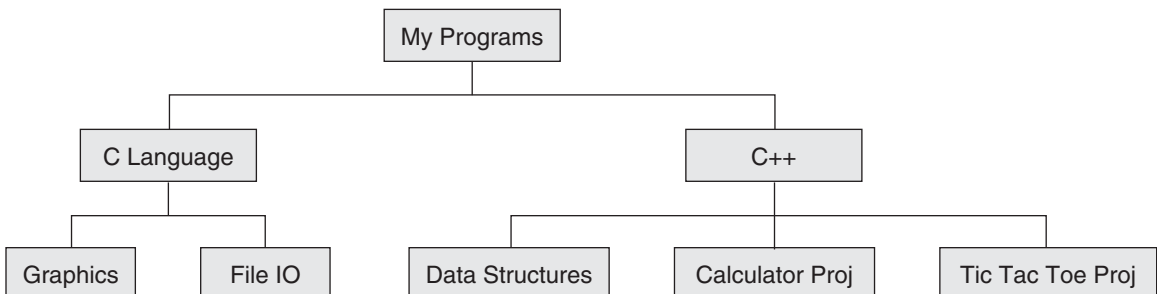 My Programs
C Language
C++
Graphics
File IO
Data Structures
Calculator Proj
Tic Tac Toe Proj